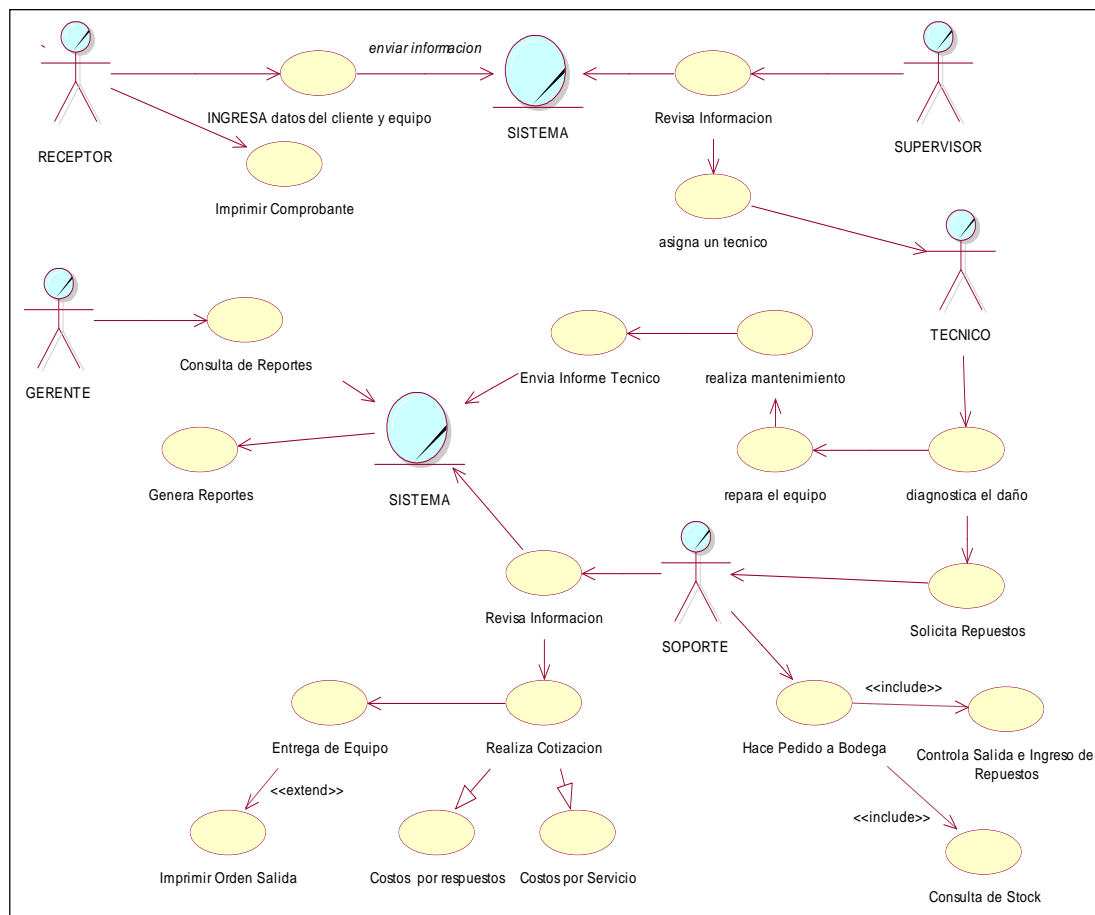 enviar informacion
INGRESA datos del cliente y equipo
SISTEMA
Revisa Informacion
SUPERVISOR
RECEPTOR
Imprimir Comprobante
asigna un tecnico
TECNICO
GERENTE
Consulta de Reportes
Envia Informe Tecnico
realiza mantenimiento
Genera Reportes
SISTEMA
repara el equipo
diagnostica el daño
Revisa Informacion
SOPORTE
Solicita Repuestos
<<include>>
Entrega de Equipo
Realiza Cotizacion
Hace Pedido a Bodega
Controla Salida e Ingreso de
Repuestos
<<extend>>
<<include>>
Imprimir Orden Salida
Costos por respuestos
Costos por Servicio
Consulta de Stock